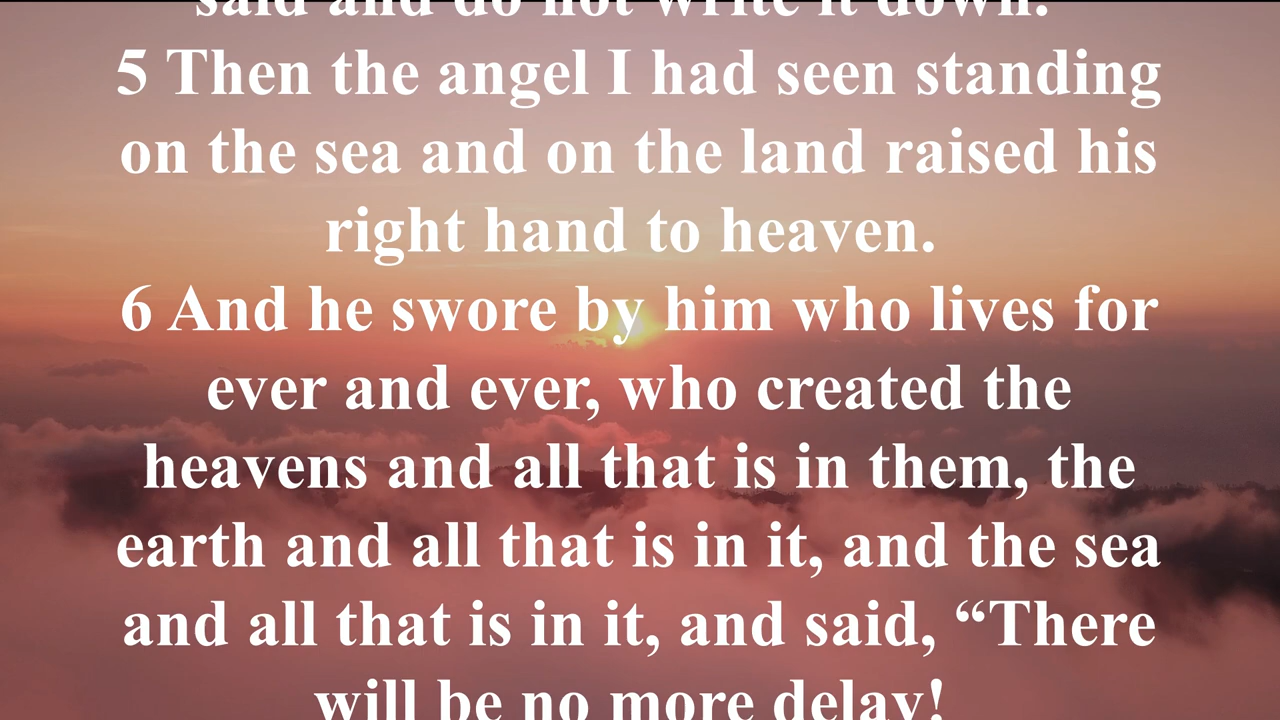 said and do not write it down.
5 Then the angel I had seen standing
on the sea and on the land raised his
right hand to heaven.
6 And he swore by him who lives for
ever and ever, who created the
heavens and all that is in them, the
earth and all that is in it, and the sea
and all that is in it, and said, “There
will be no more delay!